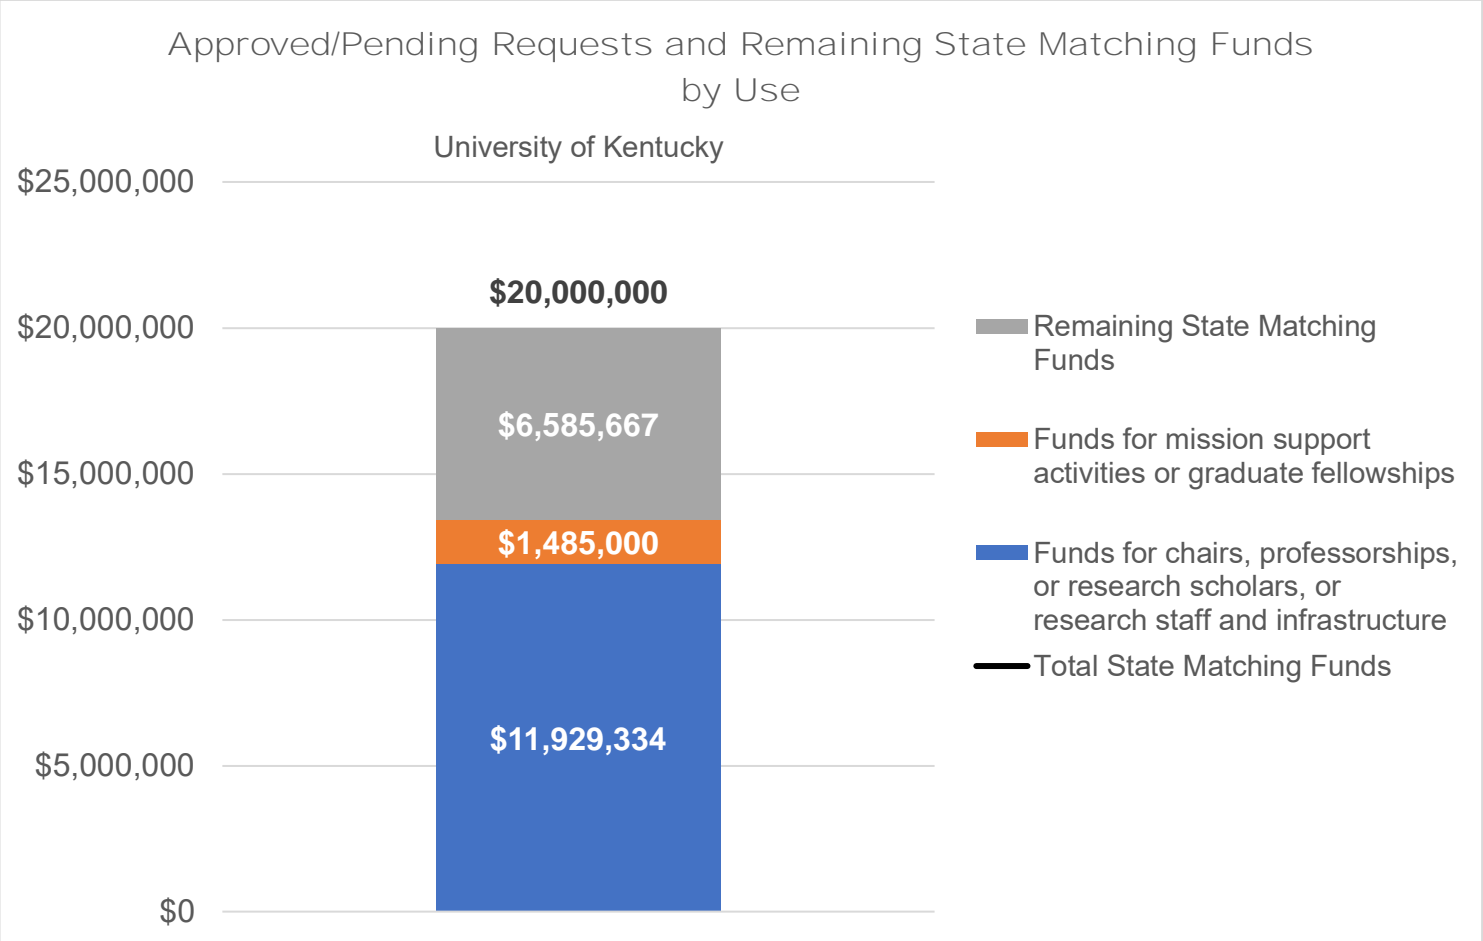 Approved/Pending Requests and Remaining State Matching Funds
by Use
University of Kentucky
$25,000,000
$20,000,000
$20,000,000
$6,585,667
$15,000,000
$1,485,000
$10,000,000
$11,929,334
$5,000,000
$0
Remaining State Matching
Funds
Funds for mission support
activities or graduate fellowships
Funds for chairs, professorships,
or research scholars, or
research staff and infrastructure
Total State Matching Funds